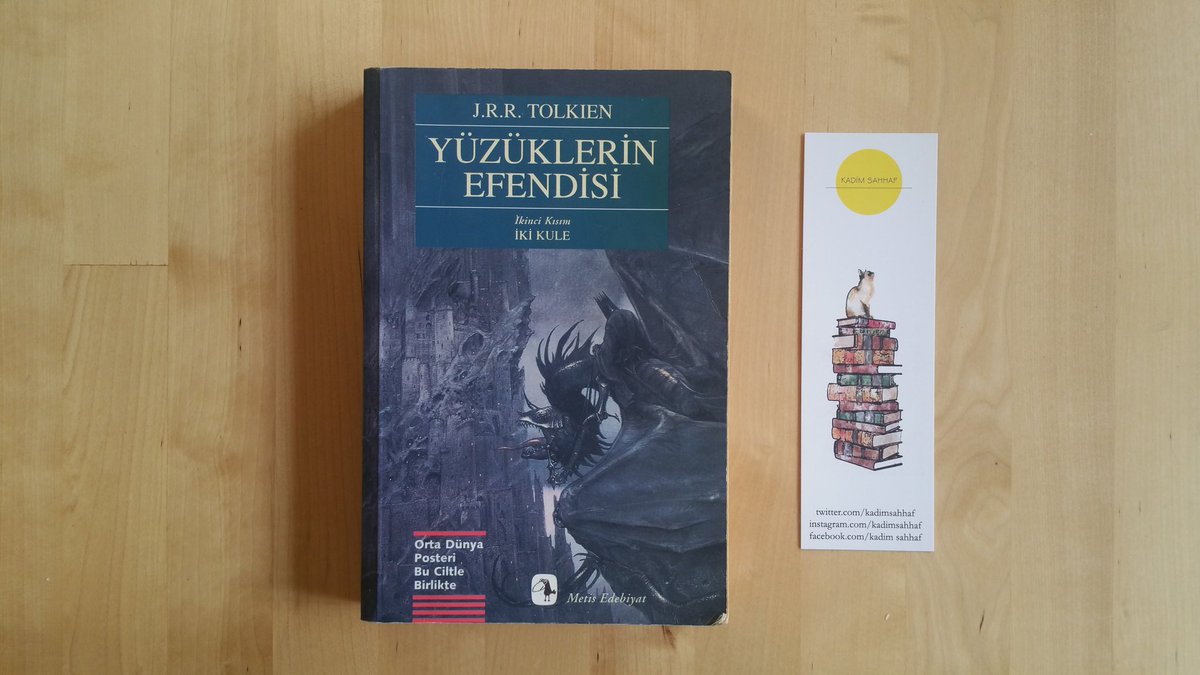 J.R.R. TOLKIEN
YÜZÜKLERİN
EFENDİSİ
İkinci Kısım
İKİ KULE
Orta Dünya
Posteri
Bu Ciltle
Birlikte
Metis Edebiyat
KADİM SAHHAF
twitter.com/kadimsahhaf
instagram.com/kadimsahhaf
facebook.com/kadim sahhaf